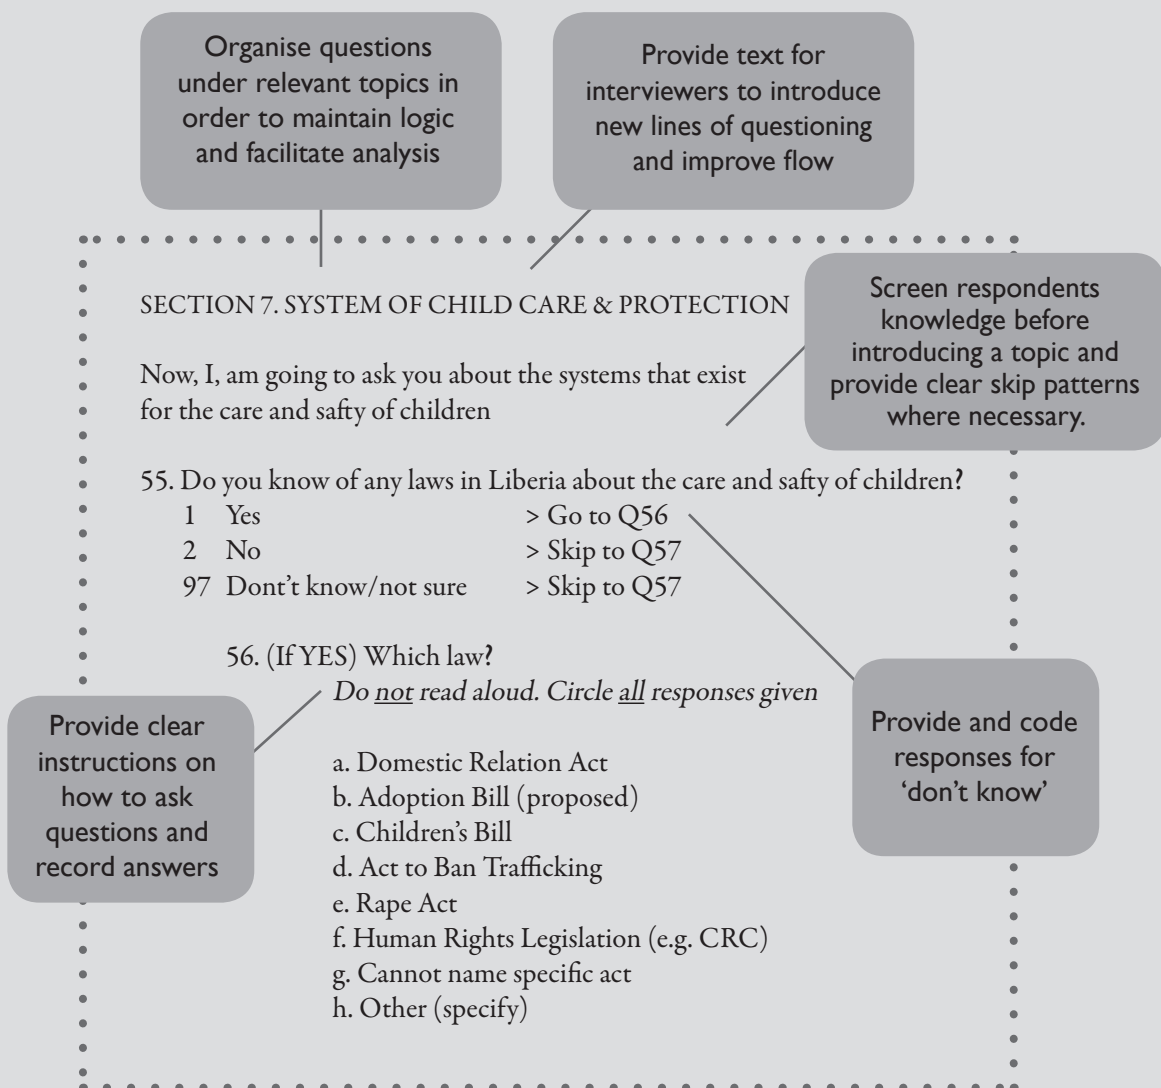 Organise questions
under relevant topics in
order to maintain logic
and facilitate analysis
Provide text for
interviewers to introduce
new lines of questioning
and improve flow
SECTION 7. SYSTEM OF CHILD CARE & PROTECTION
Screen respondents
knowledge before
introducing a topic and
provide clear skip patterns
where necessary.
Now, I, am going to ask you about the systems that exist
for the care and safty of children
55. Do you know of any laws in Liberia about the care and safty of children?
1 Yes > Go to Q56
2 No > Skip to Q57
97 Dont't know/not sure > Skip to Q57
56. (If YES) Which law?
Do not read aloud. Circle all responses given
Provide clear
instructions on
how to ask
questions and
record answers
Provide and code
responses for
‘don’t know’
a. Domestic Relation Act
b. Adoption Bill (proposed)
c. Children’s Bill
d. Act to Ban Trafficking
e. Rape Act
f. Human Rights Legislation (e.g. CRC)
g. Cannot name specific act
h. Other (specify)